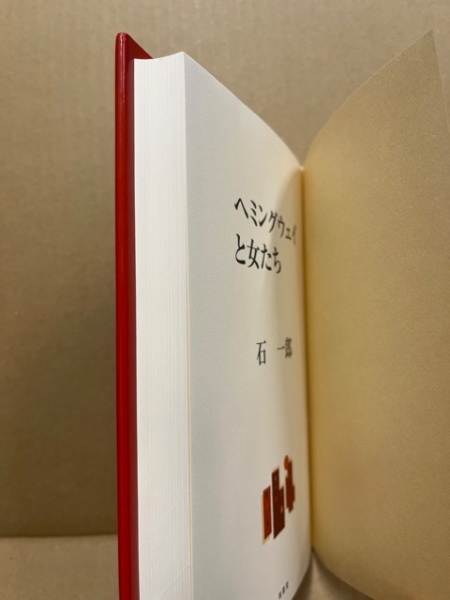 ヘミングウェイ
と女たち
石 一郎